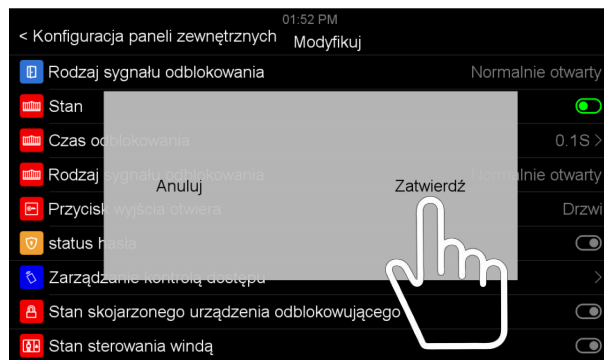 01:52 PM
< Konfiguracja paneli zewnętrznych Modyfikuj
Rodzaj sygnału odblokowania Normalnie otwarty
Stan
Czas odblokowania 0.1S >
Rodzaj sygnału odblokowania Normalnie otwarty
Anuluj Zatwierdź
Przycisk wyjścia otwiera Drzwi
status hasła
Zarządzanie kontrolą dostępu >
Stan skojarzonego urządzenia odblokowującego
Stan sterowania windą